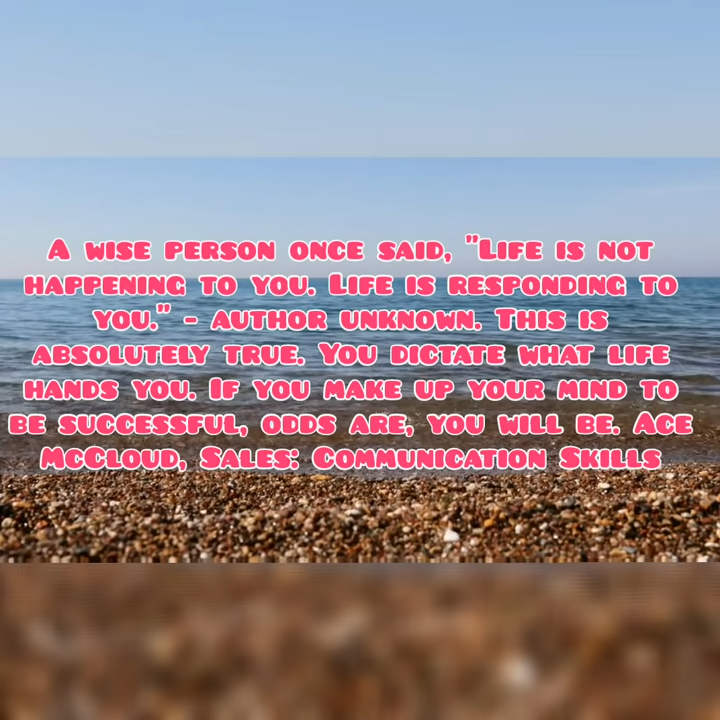 A wise person once said, "Life is not
happening to you. Life is responding to
you." - author unknown. This is
absolutely true. You dictate what life
hands you. If you make up your mind to
be successful, odds are, you will be. Ace
McCloud, Sales: Communication Skills